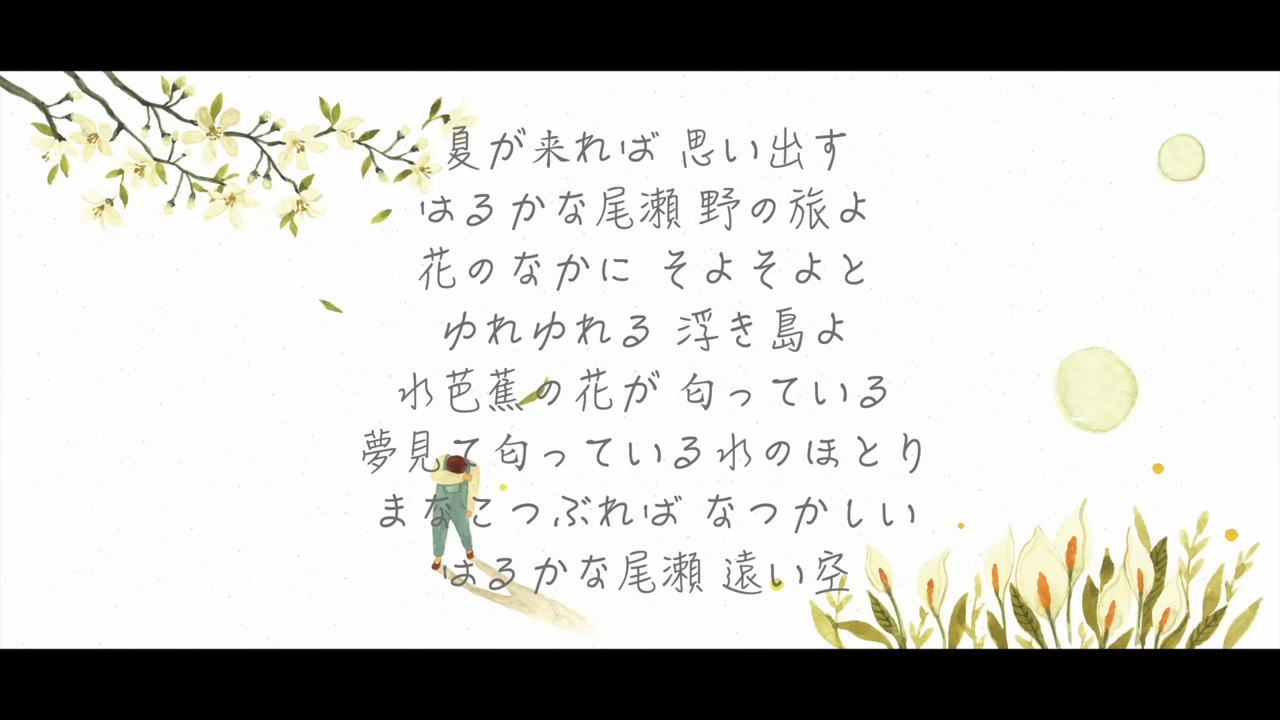 夏が来れば 思い出す
はるかな尾瀬 野の旅よ
花のなかに そよそよと
ゆれゆれる 浮き島よ
水芭蕉の花が 匂っている
夢見て匂っている水のほとり
まなこつぶれば なつかしい
はるかな尾瀬 遠い空